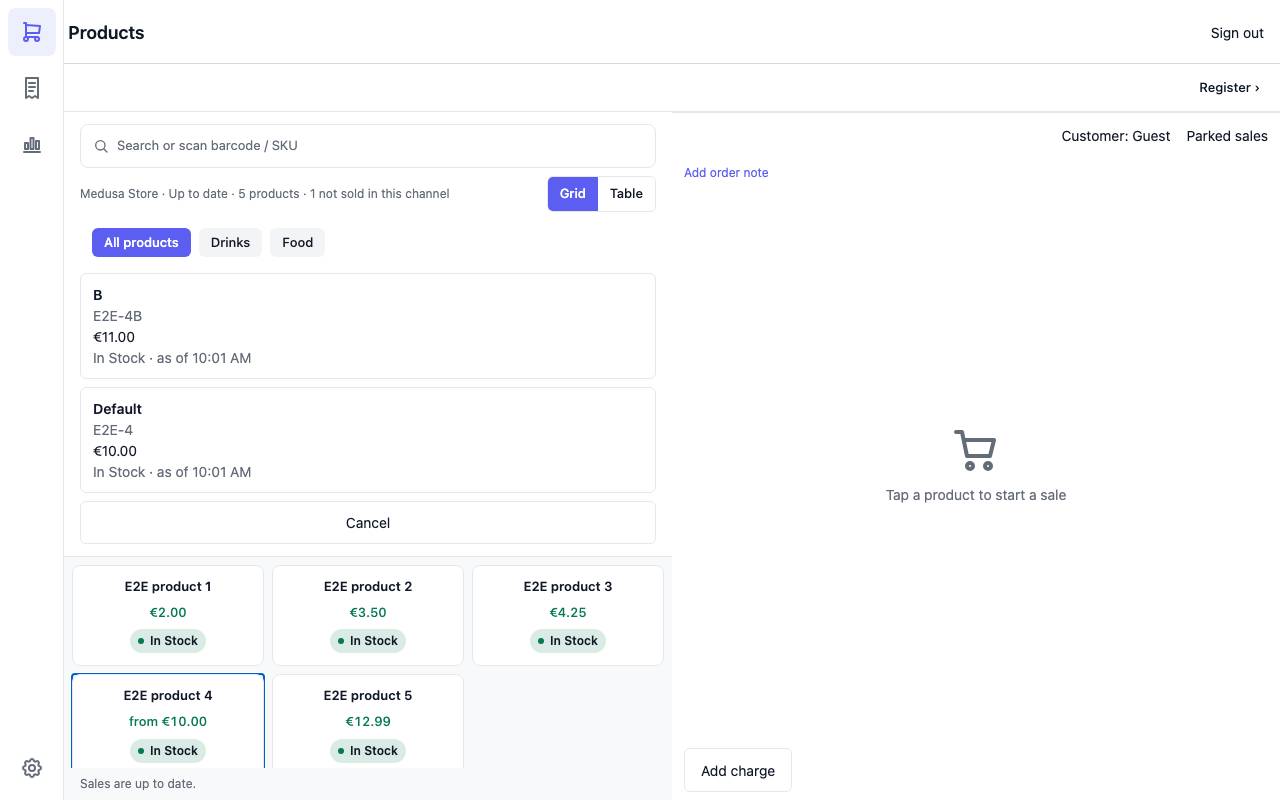 Products
Sign out
Register ›
Search or scan barcode / SKU
Customer: Guest
Parked sales
Add order note
Medusa Store · Up to date · 5 products · 1 not sold in this channel
Grid
Table
All products
Drinks
Food
B
E2E-4B
€11.00
In Stock · as of 10:01 AM
Default
E2E-4
€10.00
In Stock · as of 10:01 AM
Cancel
Tap a product to start a sale
E2E product 1
€2.00
In Stock
E2E product 2
€3.50
In Stock
E2E product 3
€4.25
In Stock
E2E product 4
from €10.00
In Stock
E2E product 5
€12.99
In Stock
Sales are up to date.
Add charge